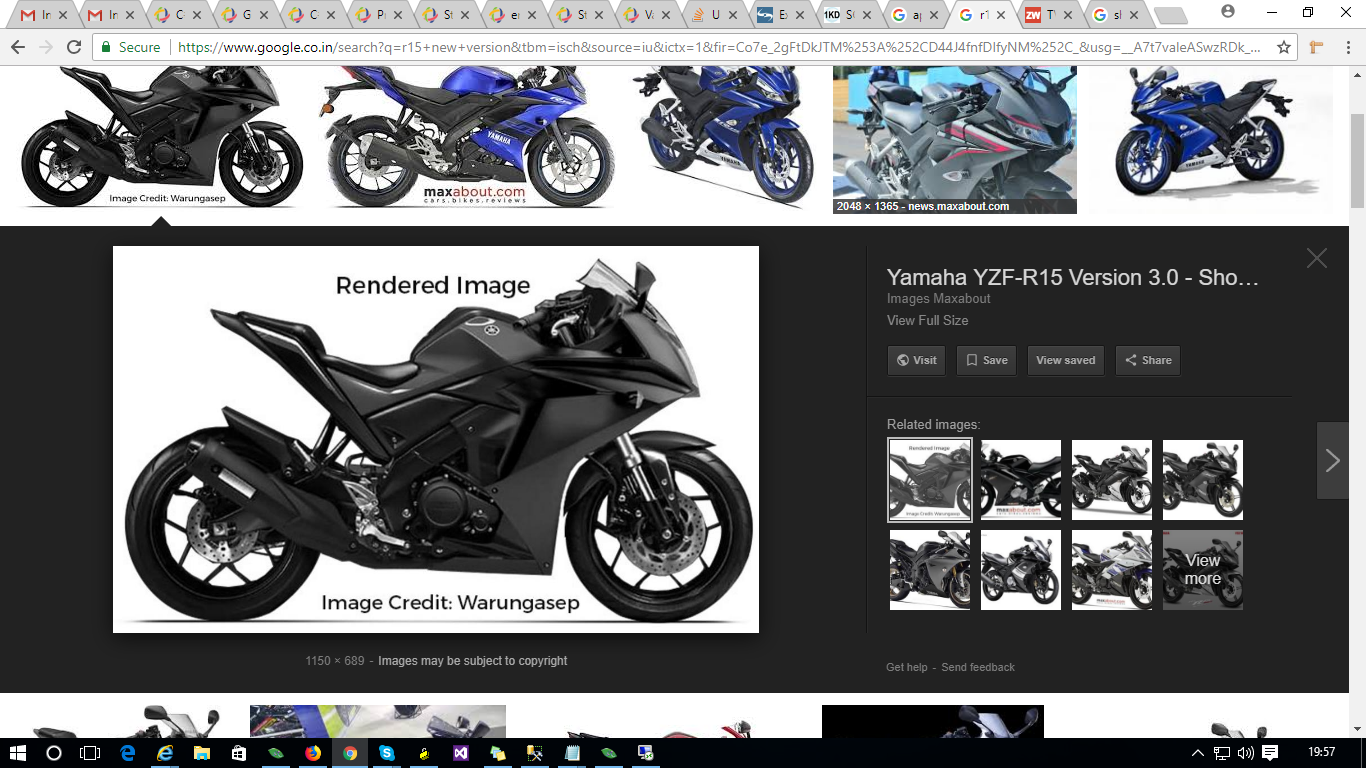 In
In
C
G
C
Pr
St
er
St
Va
U
Ex
1KD
S
ap
r1
ZW
T
sl
Secure
https://www.google.co.in/search?q=r15+new+version&tbm=isch&source=iu&ictx=1&fir=Co7e_2gFtDkJTM%253A%252CD44J4fnfDIfyNM%252C_&usg=__A7t7valeASwzRDk_...
Image Credit: Warungasep
YAMAHA
maxabout.com
cars.bikes.reviews
2048 × 1365 - news.maxabout.com
Rendered Image
Image Credit: Warungasep
1150 × 689 - Images may be subject to copyright
Yamaha YZF-R15 Version 3.0 - Sho…
Images Maxabout
View Full Size
Visit
Save
View saved
Share
Related images:
Rendered Image
Image Credit: Warungasep
maxabout.com
View
more
Get help - Send feedback
19:57